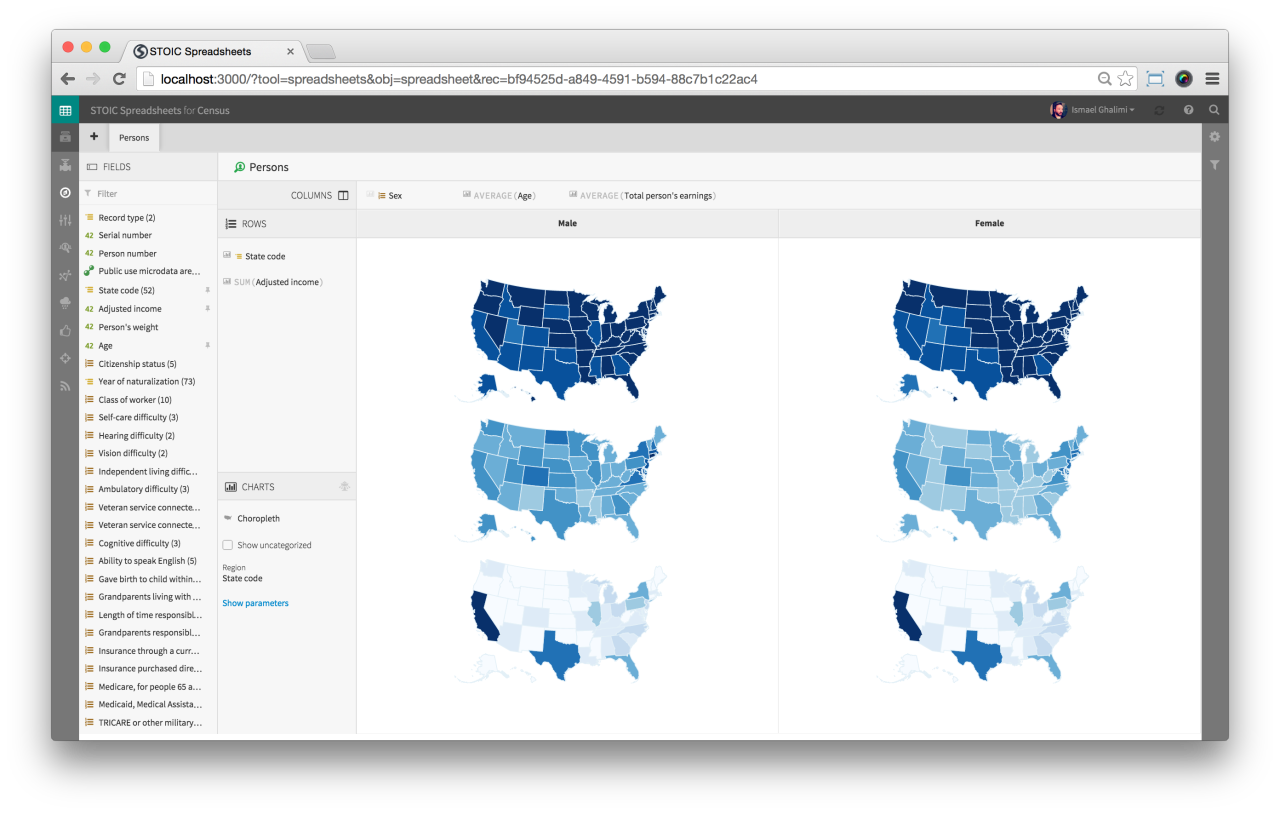 STOIC Spreadsheets
localhost:3000/?tool=spreadsheets&obj=spreadsheet&rec=bf94525d-a849-4591-b594-88c7b1c22ac4
STOIC Spreadsheets for Census
Ismael Ghalimi
Persons
FIELDS
Filter
Record type (2)
42 Serial number
42 Person number
Public use microdata are...
State code (52)
42 Adjusted income
42 Person's weight
42 Age
Citizenship status (5)
Year of naturalization (73)
Class of worker (10)
Self-care difficulty (3)
Hearing difficulty (2)
Vision difficulty (2)
Independent living diffic...
Ambulatory difficulty (3)
Veteran service connecte...
Veteran service connecte...
Cognitive difficulty (3)
Ability to speak English (5)
Gave birth to child within...
Grandparents living with ...
Length of time responsibl...
Grandparents responsibl...
Insurance through a curr...
Insurance purchased dire...
Medicare, for people 65 a...
Medicaid, Medical Assista...
TRICARE or other military...
Persons
COLUMNS
Sex
AVERAGE (Age)
AVERAGE (Total person's earnings)
ROWS
Male
Female
State code
SUM (Adjusted income)
CHARTS
Choropleth
Show uncategorized
Region
State code
Show parameters